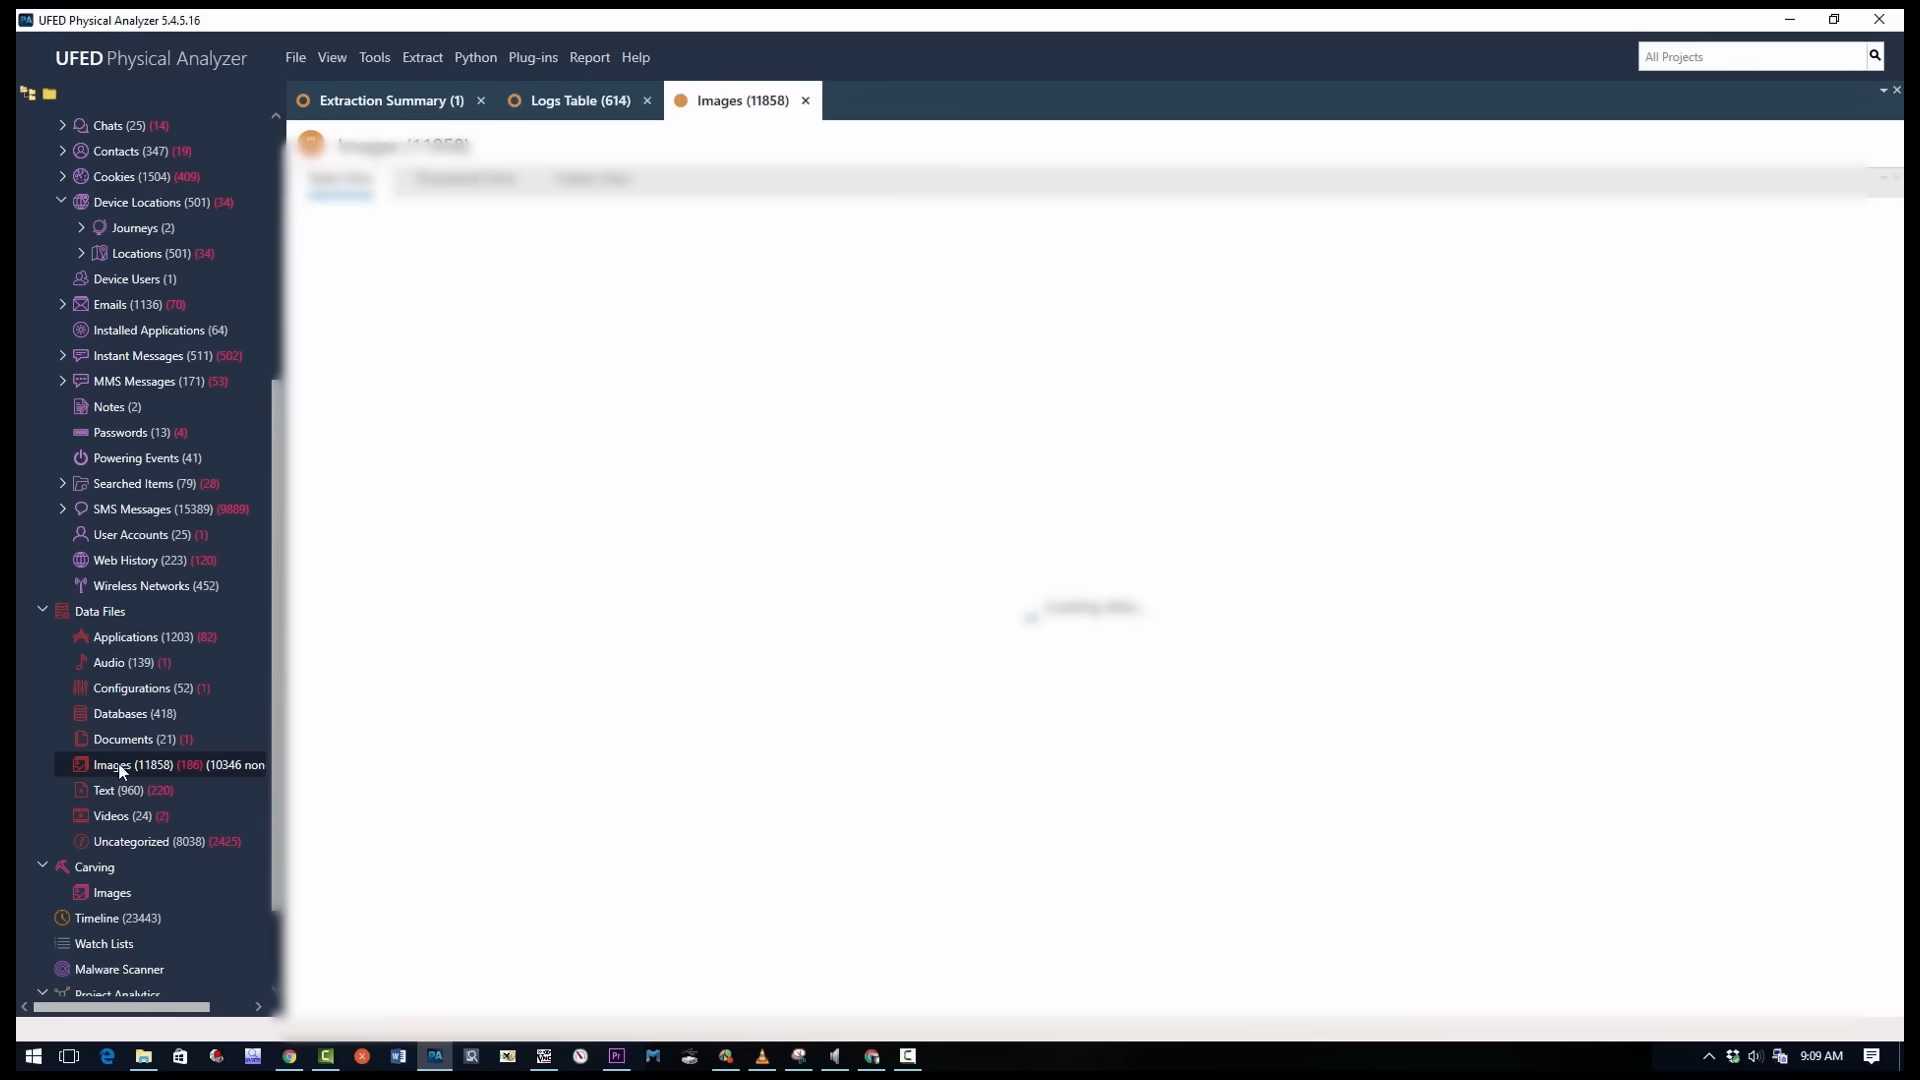 UFED Physical Analyzer 5.4.5.16
UFED Physical Analyzer
File View Tools Extract Python Plug-ins Report Help
All Projects
Extraction Summary (1) Logs Table (614) Images (11858)
Images (11858)
Chats (25) (14)
Contacts (347) (19)
Cookies (1504) (409)
Device Locations (501) (34)
Journeys (2)
Locations (501) (34)
Device Users (1)
Emails (1136) (70)
Installed Applications (64)
Instant Messages (511) (502)
MMS Messages (171) (53)
Notes (2)
Passwords (13) (4)
Powering Events (41)
Searched Items (79) (28)
SMS Messages (15389) (9889)
User Accounts (25) (1)
Web History (223) (120)
Wireless Networks (452)
Data Files
Applications (1203) (82)
Audio (139) (1)
Configurations (52) (1)
Databases (418)
Documents (21) (1)
Images (11858) (186) (10346 non
Text (960) (220)
Videos (24) (2)
Uncategorized (8038) (2425)
Carving
Images
Timeline (23443)
Watch Lists
Malware Scanner
Project Analytics
9:09 AM